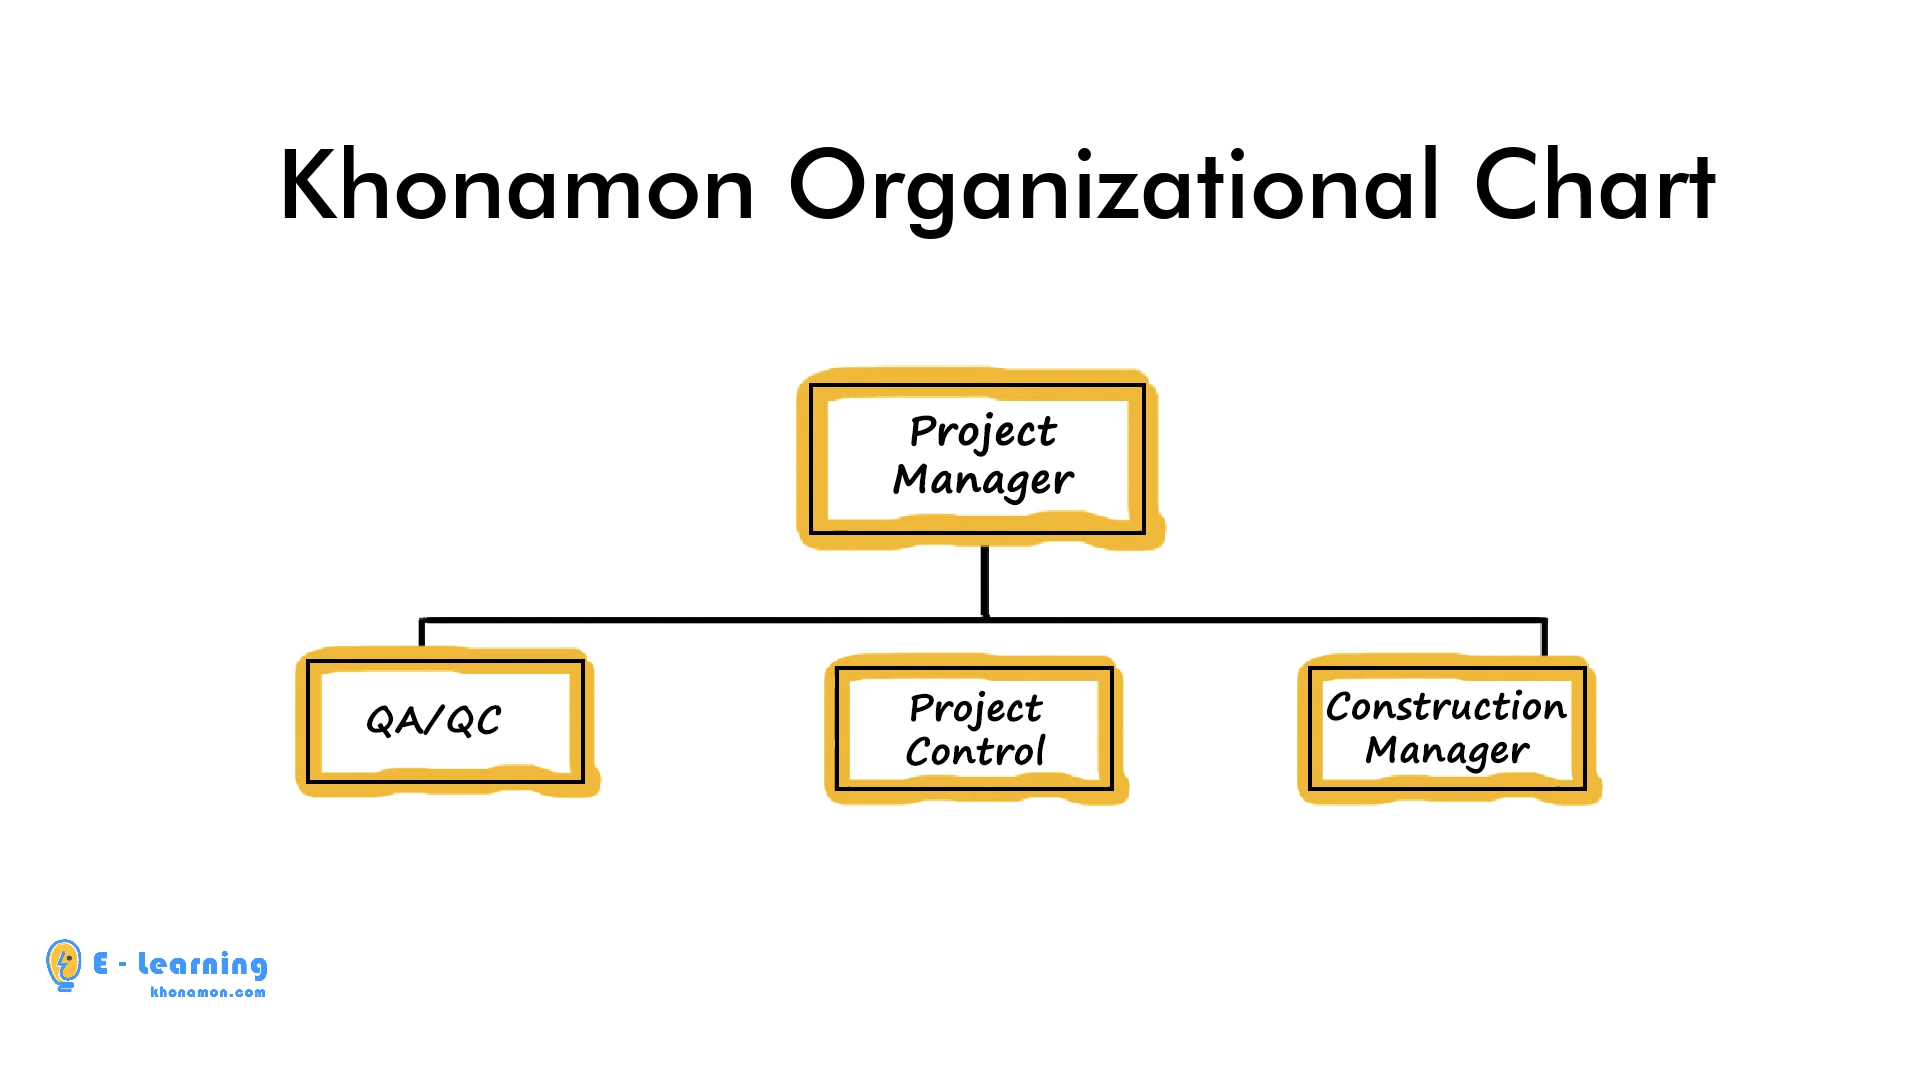 Khonamon Organizational Chart
Project
Manager
QA/QC
Project
Control
Construction
Manager
E - Learning
khonamon.com